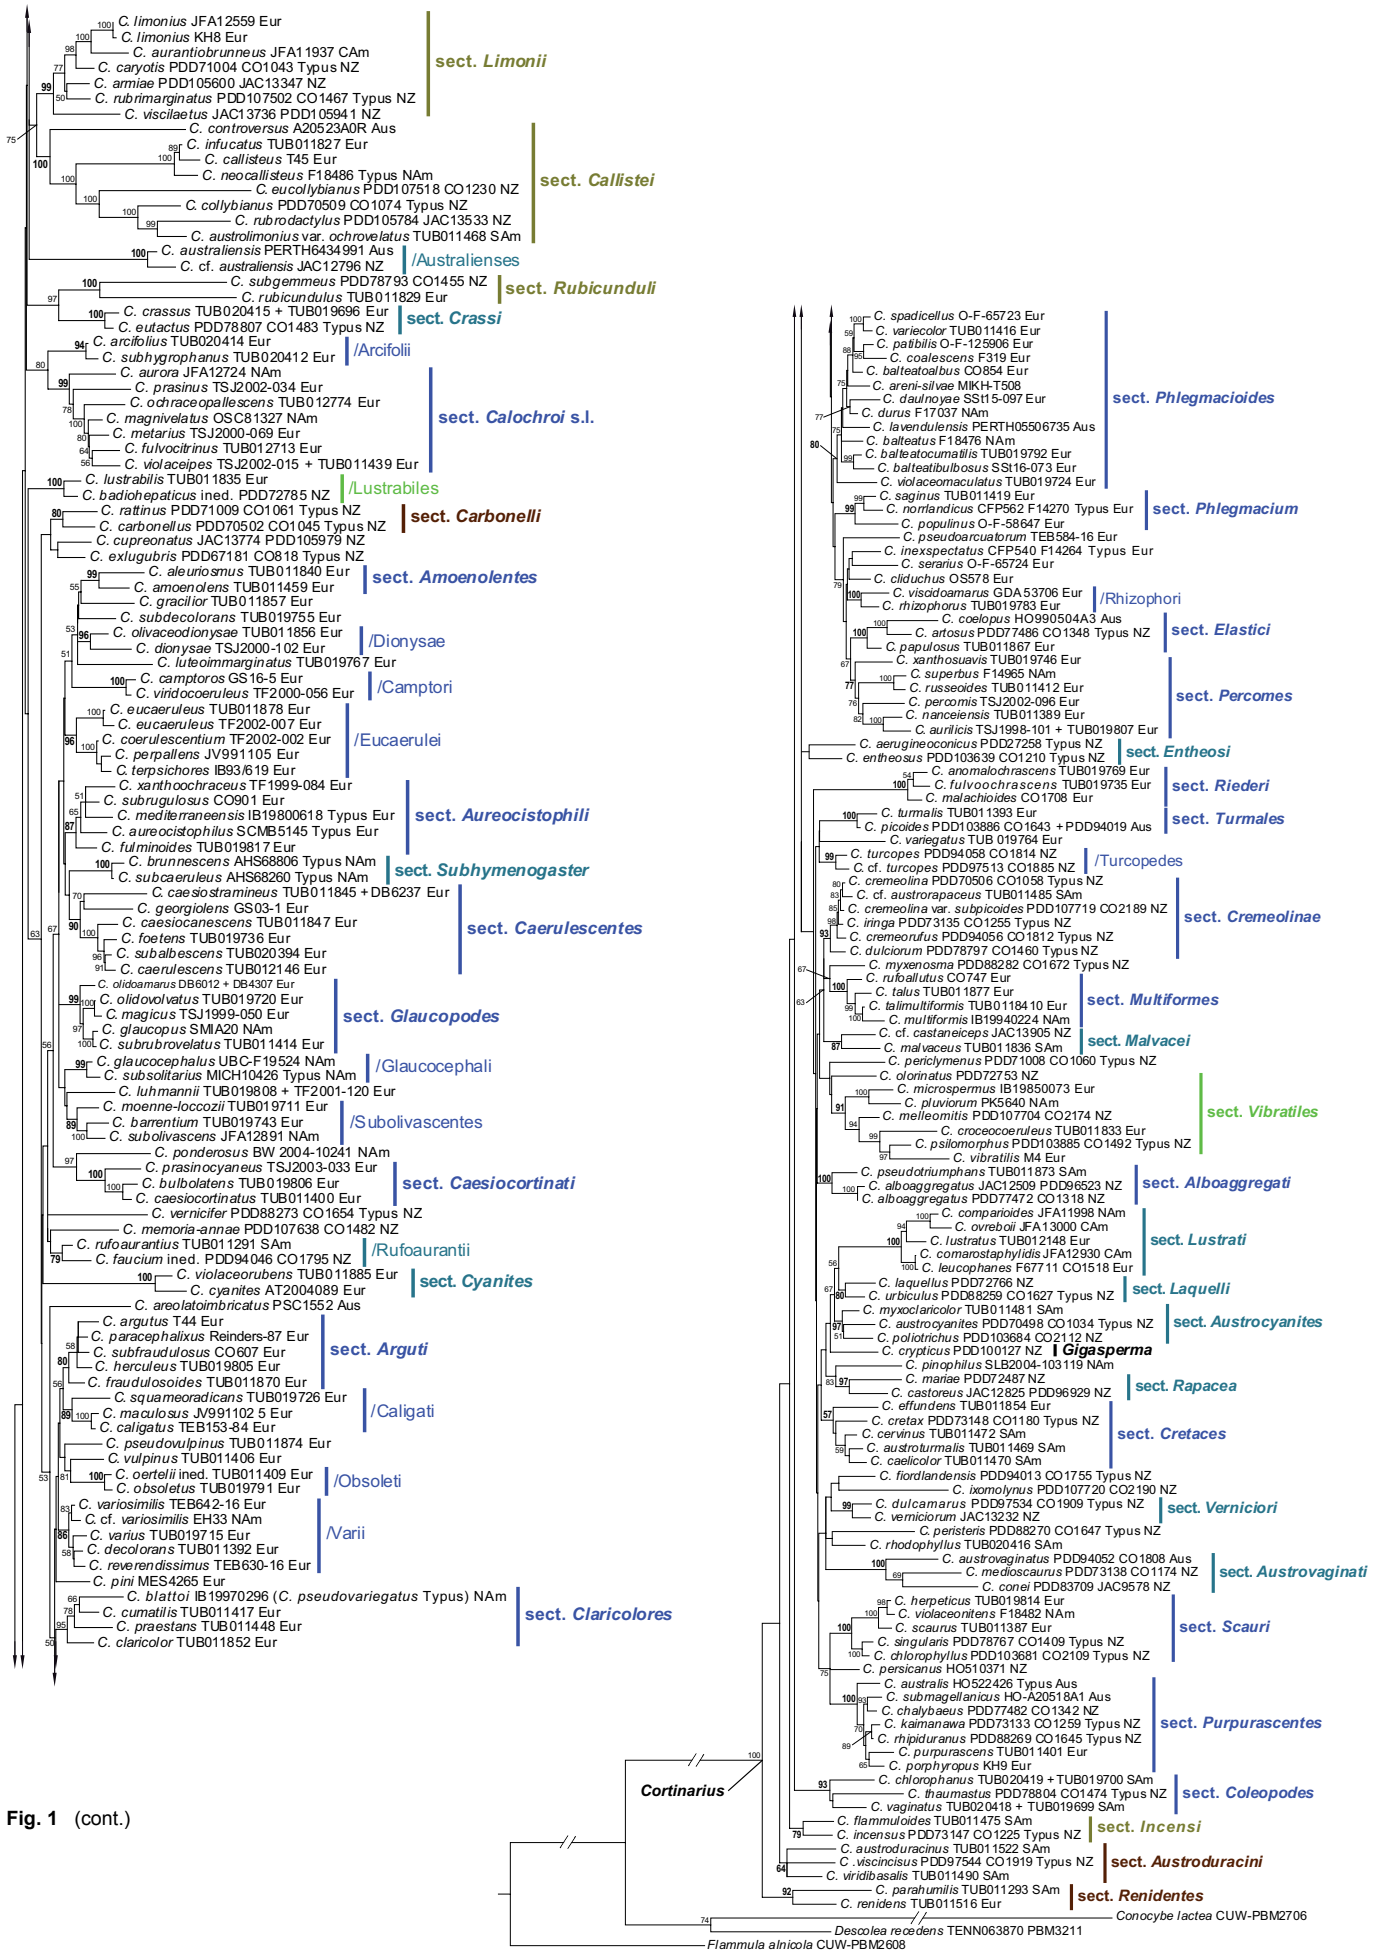 C. limonius JFA12559 Eur
C. limonius KH8 Eur
C. aurantiobrunneus JFA11937 CAm
C. caryotis PDD71004 CO1043 Typus NZ
C. armiae PDD105600 JAC13347 NZ
C. rubrimarginatus PDD107502 CO1467 Typus NZ
C. viscilaetus JAC13736 PDD105941 NZ
sect. Limonii
C. controversus A20523A0R Aus
C. infucatus TUB011827 Eur
C. callisteus T45 Eur
C. neocallisteus F18486 Typus NAm
C. eucollybianus PDD107518 CO1230 NZ
C. collybianus PDD70509 CO1074 Typus NZ
C. rubrodactylus PDD105784 JAC13533 NZ
C. austrolimonius var. ochrovelatus TUB011468 SAm
sect. Callistei
C. australiensis PERTH6434991 Aus
C. cf. australiensis JAC12796 NZ
/Australienses
C. subgemmeus PDD78793 CO1455 NZ
C. rubicundulus TUB011829 Eur
sect. Rubicunduli
C. crassus TUB020415 + TUB019696 Eur
C. eutactus PDD78807 CO1483 Typus NZ
sect. Crassi
C. arcifolius TUB020414 Eur
C. subhygrophanus TUB020412 Eur
/Arcifolii
C. aurora JFA12724 NAm
C. prasinus TSJ2002-034 Eur
C. ochraceopallescens TUB012774 Eur
C. magnivelatus OSC81327 NAm
C. metarius TSJ2000-069 Eur
C. fulvocitrinus TUB012713 Eur
C. violaceipes TSJ2002-015 + TUB011439 Eur
sect. Calochroi s.l.
C. lustrabilis TUB011835 Eur
C. badiohepaticus ined. PDD72785 NZ
/Lustrabiles
C. rattinus PDD71009 CO1061 Typus NZ
C. carbonellus PDD70502 CO1045 Typus NZ
sect. Carbonelli
C. cupreonatus JAC13774 PDD105979 NZ
C. exlugubris PDD67181 CO818 Typus NZ
C. aleuriosmus TUB011840 Eur
C. amoenolens TUB011459 Eur
sect. Amoenolentes
C. gracilior TUB011857 Eur
C. subdecolorans TUB019755 Eur
C. olivaceodionysae TUB011856 Eur
C. dionysae TSJ2000-102 Eur
/Dionysae
C. luteoimmarginatus TUB019767 Eur
C. camptoros GS16-5 Eur
C. viridocoeruleus TF2000-056 Eur
/Camptori
C. eucaeruleus TUB011878 Eur
C. eucaeruleus TF2002-007 Eur
C. coerulescentium TF2002-002 Eur
C. perpallens JV991105 Eur
C. terpsichores IB93/619 Eur
/Eucaerulei
C. xanthochraceus TF1999-084 Eur
C. subrugulosus CO901 Eur
C. mediterraneensis IB19800618 Typus Eur
C. aureocistophilus SCMB5145 Typus Eur
C. fulminoides TUB019817 Eur
sect. Aureocistophili
C. brunnescens AHS68806 Typus NAm
C. subcaeruleus AHS68260 Typus NAm
sect. Subhymenogaster
C. caesiostramineus TUB011845 +DB6237 Eur
C. georgiolens GS03-1 Eur
C. caesiocanescens TUB011847 Eur
C. foetens TUB019736 Eur
C. subalbescens TUB020394 Eur
C. caerulescens TUB012146 Eur
sect. Caerulescentes
C. olidoamarus DB6012 + DB4307 Eur
C. olidovolvatus TUB019720 Eur
C. magicus TSJ1999-050 Eur
C. glaucopus SMIA20 NAm
C. subrubrovelatus TUB011414 Eur
sect. Glaucopodes
C. glaucocephalus UBC-F19524 NAm
C. subsolitarius MICH10426 Typus NAm
/Glaucocephali
C. luhmannii TUB019808 + TF2001-120 Eur
C. moenne-loccozii TUB019711 Eur
C. barrentium TUB019743 Eur
C. subolivascens JFA12891 NAm
/Subolivascentes
C. ponderosus BW 2004-10241 NAm
C. prasinocyaneus TSJ2003-033 Eur
C. bulbolatens TUB019806 Eur
C. caesiocortinatus TUB011400 Eur
sect. Caesiocortinati
C. vernicifer PDD88273 CO1654 Typus NZ
C. memoria-annae PDD107638 CO1482 NZ
C. rufoaurantius TUB011291 SAm
C. faucium ined. PDD94046 CO1795 NZ
/Rufoaurantii
C. violaceorubens TUB011885 Eur
C. cyanites AT2004089 Eur
sect. Cyanites
C. areolatoimbricatus PSC1552 Aus
C. argutus T44 Eur
C. paracephalixus Reinders-87 Eur
C. subfraudulosus CO607 Eur
C. herculeus TUB019805 Eur
C. fraudulosoides TUB011870 Eur
sect. Arguti
C. squameoradicans TUB019726 Eur
C. maculosus JV991102 5 Eur
C. caligatus TEB153-84 Eur
/Caligati
C. pseudovulpinus TUB011874 Eur
C. vulpinus TUB011406 Eur
C. oertelii ined. TUB011409 Eur
C. obsoletus TUB019791 Eur
/Obsoleti
C. variosimilis TEB642-16 Eur
C. cf. variosimilis EH33 NAm
C. varius TUB019715 Eur
C. decolorans TUB011392 Eur
C. reverendissimus TEB630-16 Eur
/Varii
C. pini MES4265 Eur
C. blattoi IB19970296 (C. pseudovariegatus Typus) NAm
C. cumatilis TUB011417 Eur
C. praestans TUB011448 Eur
C. claricolor TUB011852 Eur
sect. Claricolores
Fig. 1 (cont.)
C. spadicellus O-F-65723 Eur
C. variecolor TUB011416 Eur
C. patibilis O-F-125906 Eur
C. coalescens F319 Eur
C. balteatoalbus CO854 Eur
C. areni-silvae MIKH-T508
C. daulnoyae SSt15-097 Eur
C. durus F17037 NAm
C. lavendulensis PERTH05506735 Aus
C. balteatus F18476 NAm
C. balteatocumatilis TUB019792 Eur
C. balteatibulbosus SSt16-073 Eur
C. violaceomaculatus TUB019724 Eur
sect. Phlegmacioides
C. saginus TUB011419 Eur
C. norrlandicus CFP562 F14270 Typus Eur
C. populinus O-F-58647 Eur
sect. Phlegmacium
C. pseudoarcuatorum TEB584-16 Eur
C. inexspectatus CFP540 F14264 Typus Eur
C. serarius O-F-65724 Eur
C. cliduchus OS578 Eur
C. viscidoamarus GDA53706 Eur
C. rhizophorus TUB019783 Eur
/Rhizophori
C. coelopus HO990504A3 Aus
C. artosus PDD77486 CO1348 Typus NZ
C. papulosus TUB011867 Eur
sect. Elastici
C. xanthosuavis TUB019746 Eur
C. superbus F14965 NAm
C. russeoides TUB011412 Eur
C. percomis TSJ2002-096 Eur
C. nanceiensis TUB011389 Eur
C. aurilicis TSJ1998-101 + TUB019807 Eur
sect. Percomes
C. aerugineoconicus PDD27258 Typus NZ
C. entheosus PDD103639 CO1210 Typus NZ
sect. Entheosi
C. anomalochrascens TUB019769 Eur
C. fulvoochrascens TUB019735 Eur
C. malachioides CO1708 Eur
sect. Riederi
C. turmalis TUB011393 Eur
C. picoides PDD103886 CO1643 +PDD94019 Aus
sect. Turmales
C. variegatus TUB 019764 Eur
C. turcopes PDD94058 CO1814 NZ
C. cf. turcopes PDD97513 CO1885 NZ
/Turcopedes
C. cremeolina PDD70506 CO1058 Typus NZ
C. cf. austrorapaceus TUB011485 SAm
C. cremeolina var. subpicoides PDD107719 CO2189 NZ
C. iringa PDD73135 CO1255 Typus NZ
C. cremeorufus PDD94056 CO1812 Typus NZ
C. dulciorum PDD78797 CO1460 Typus NZ
sect. Cremeolinae
C. myxenosma PDD88282 CO1672 Typus NZ
C. rufoallutus CO747 Eur
C. talus TUB011877 Eur
C. talimultiformis TUB0118410 Eur
C. multiformis IB19940224 NAm
sect. Multiformes
C. cf. castaneiceps JAC13905 NZ
C. malvaceus TUB011836 SAm
sect. Malvacei
C. periclymenus PDD71008 CO1060 Typus NZ
C. olorinatus PDD72753 NZ
C. microspermus IB19850073 Eur
C. pluviorum PK5640 NAm
C. melleomitis PDD107704 CO2174 NZ
C. croceocoeruleus TUB011833 Eur
C. psilomorphus PDD103885 CO1492 Typus NZ
C. vibratilis M4 Eur
sect. Vibratiles
C. pseudotriumphans TUB011873 SAm
C. alboaggregatus JAC12509 PDD96523 NZ
C. alboaggregatus PDD77472 CO1318 NZ
sect. Alboaggregati
C. comparioides JFA11998 NAm
C. ovreboii JFA13000 CAm
C. lustratus TUB012148 Eur
C. comarostaphylidis JFA12930 CAm
C. leucophanes F67711 CO1518 Eur
sect. Lustrati
C. laquellus PDD72766 NZ
C. urbiculus PDD88259 CO1627 Typus NZ
sect. Laquelli
C. myxoclaricolor TUB011481 SAm
C. austrocyanites PDD70498 CO1034 Typus NZ
C. poliotrichus PDD103684 CO2112 NZ
sect. Austrocyanites
C. crypticus PDD100127 NZ
Gigasperma
C. pinophilus SLB2004-103119 NAm
C. mariae PDD72487 NZ
C. castoreus JAC12825 PDD96929 NZ
sect. Rapacea
C. effundens TUB011854 Eur
C. cretax PDD73148 CO1180 Typus NZ
C. cervinus TUB011472 SAm
C. austroturmalis TUB011469 SAm
C. caelicolor TUB011470 SAm
sect. Cretaces
C. fiordlandensis PDD94013 CO1755 Typus NZ
C. ixomolynus PDD107720 CO2190 NZ
C. dulcamarus PDD97534 CO1909 Typus NZ
C. verniciorum JAC13232 NZ
sect. Verniciori
C. peristeris PDD88270 CO1647 Typus NZ
C. rhodophyllus TUB020416 SAm
C. austrovaginatus PDD94052 CO1808 Aus
C. medioscaurus PDD73138 CO1174 NZ
C. conei PDD83709 JAC9578 NZ
sect. Austrovaginati
C. herpeticus TUB019814 Eur
C. violaceonitens F18482 NAm
C. scaurus TUB011387 Eur
C. singularis PDD78767 CO1409 Typus NZ
C. chlorophyllus PDD103681 CO2109 Typus NZ
sect. Scauri
C. persicanus HO510371 NZ
C. australis HO522426 Typus Aus
C. submagellanicus HO-A20518A1 Aus
C. chalybaeus PDD77482 CO1342 NZ
C. kaimanawa PDD73133 CO1259 Typus NZ
C. rhipiduranus PDD88269 CO1645 Typus NZ
C. purpurascens TUB011401 Eur
C. porphyropus KH9 Eur
sect. Purpurascentes
C. chlorophanus TUB020419 +TUB019700 SAm
C. thaumastus PDD78804 CO1474 Typus NZ
C. vaginatus TUB020418 + TUB019699 SAm
sect. Coleopodes
C. flammuloides TUB011475 SAm
C. incensus PDD73147 CO1225 Typus NZ
sect. Incensi
C. austroduracinus TUB011522 SAm
C .viscincisus PDD97544 CO1919 Typus NZ
C. viridibasalis TUB011490 SAm
sect. Austroduracini
C. parahumilis TUB011293 SAm
C. renidens TUB011516 Eur
sect. Renidentes
Cortinarius
Conocybe lactea CUW-PBM2706
Descolea recedens TENN063870 PBM3211
Flammula alnicola CUW-PBM2608